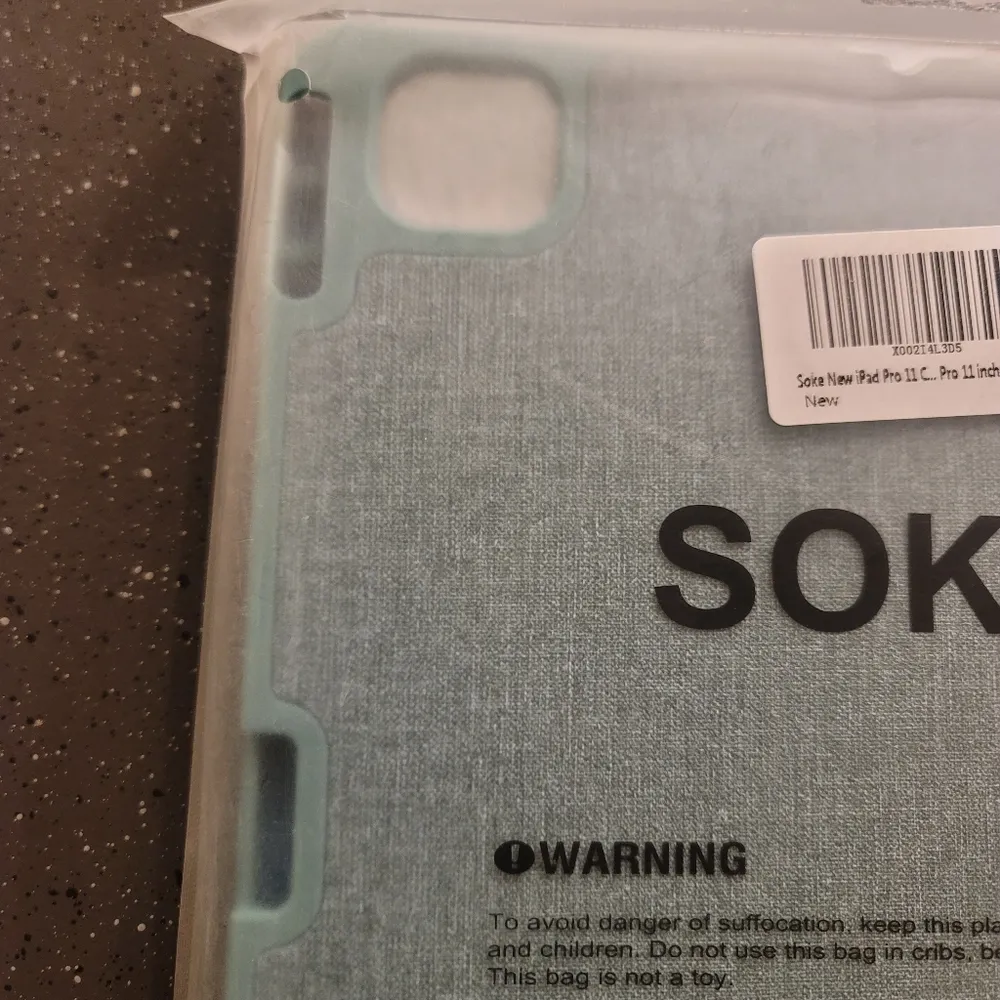 X002I4L3D5
Soke New iPad Pro 11 C... Pro 11 inch
New
SOK
WARNING
To avoid danger of suffocation, keep this pla
and children. Do not use this bag in cribs, be
This bag is not a toy.